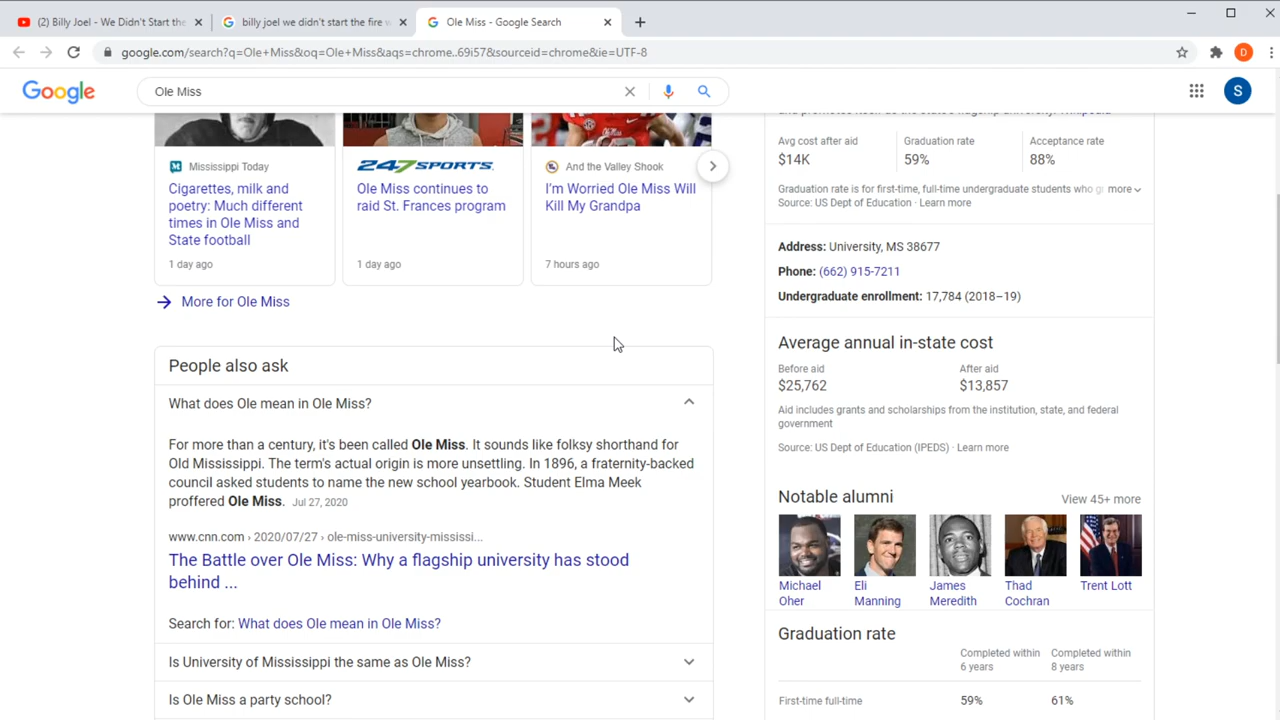 (2) Billy Joel - We Didn't Start the
billy joel we didn't start the fire w
Ole Miss - Google Search
google.com/search?q=Ole+Miss&oq=Ole+Miss&aqs=chrome..69i57&sourceid=chrome&ie=UTF-8
D
Google
Ole Miss
S
Mississippi Today
Cigarettes, milk and
poetry: Much different
times in Ole Miss and
State football
1 day ago
247SPORTS
Ole Miss continues to
raid St. Frances program
1 day ago
And the Valley Shook
I'm Worried Ole Miss Will
Kill My Grandpa
7 hours ago
More for Ole Miss
People also ask
What does Ole mean in Ole Miss?
For more than a century, it's been called Ole Miss. It sounds like folksy shorthand for
Old Mississippi. The term's actual origin is more unsettling. In 1896, a fraternity-backed
council asked students to name the new school yearbook. Student Elma Meek
proffered Ole Miss. Jul 27, 2020
www.cnn.com › 2020/07/27 › ole-miss-university-mississi...
The Battle over Ole Miss: Why a flagship university has stood
behind ...
Search for: What does Ole mean in Ole Miss?
Is University of Mississippi the same as Ole Miss?
Is Ole Miss a party school?
Avg cost after aid
$14K
Graduation rate
59%
Acceptance rate
88%
Graduation rate is for first-time, full-time undergraduate students who more
Source: US Dept of Education · Learn more
Address: University, MS 38677
Phone: (662) 915-7211
Undergraduate enrollment: 17,784 (2018–19)
Average annual in-state cost
Before aid
$25,762
After aid
$13,857
Aid includes grants and scholarships from the institution, state, and federal
government
Source: US Dept of Education (IPEDS) · Learn more
Notable alumni
View 45+ more
Michael
Oher
Eli
Manning
James
Meredith
Thad
Cochran
Trent Lott
Graduation rate
Completed within
6 years
Completed within
8 years
First-time full-time
59%
61%